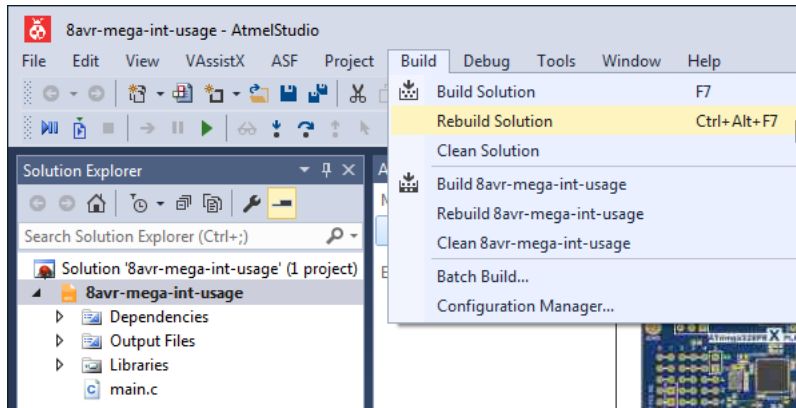 8avr-mega-int-usage - AtmelStudio
File Edit View VAssistX ASF Project Build Debug Tools Window Help
Build Solution F7
Rebuild Solution Ctrl+Alt+F7
Clean Solution
Build 8avr-mega-int-usage
Rebuild 8avr-mega-int-usage
Clean 8avr-mega-int-usage
Batch Build...
Configuration Manager...
Solution Explorer
Search Solution Explorer (Ctrl+;)
Solution '8avr-mega-int-usage' (1 project)
8avr-mega-int-usage
Dependencies
Output Files
Libraries
c main.c